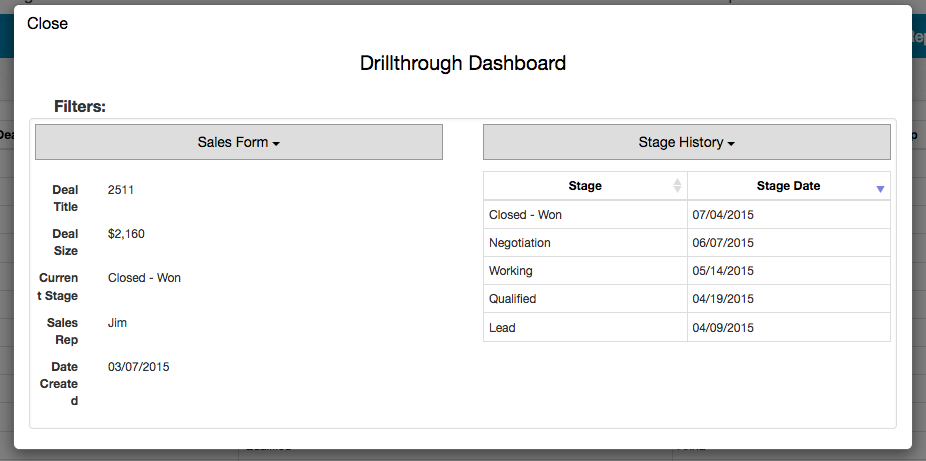 Close
Drillthrough Dashboard
Filters:
Sales Form
Deal Title 2511
Deal Size $2,160
Curren
t Stage Closed - Won
Sales Rep Jim
Date
Create
d 03/07/2015
Stage History
Stage Stage Date
Closed - Won 07/04/2015
Negotiation 06/07/2015
Working 05/14/2015
Qualified 04/19/2015
Lead 04/09/2015